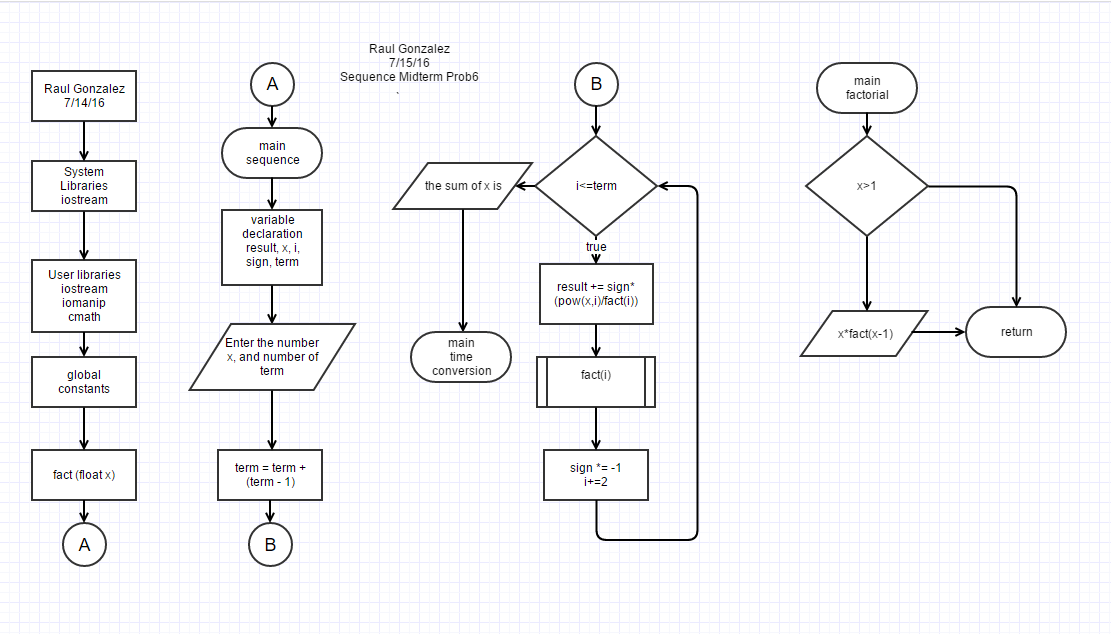 Raul Gonzalez
7/15/16
Sequence Midterm Prob6
.
Raul Gonzalez
7/14/16
System
Libraries
iostream
User libraries
iostream
iomanip
cmath
global
constants
fact (float x)
A
A
main
sequence
variable
declaration
result, x, i,
sign, term
Enter the number
x, and number of
term
term = term +
(term - 1)
B
B
i<=term
the sum of x is
main
time
conversion
true
result += sign*
(pow(x,i)/fact(i))
fact(i)
sign *= -1
i+=2
main
factorial
x>1
x*fact(x-1)
return